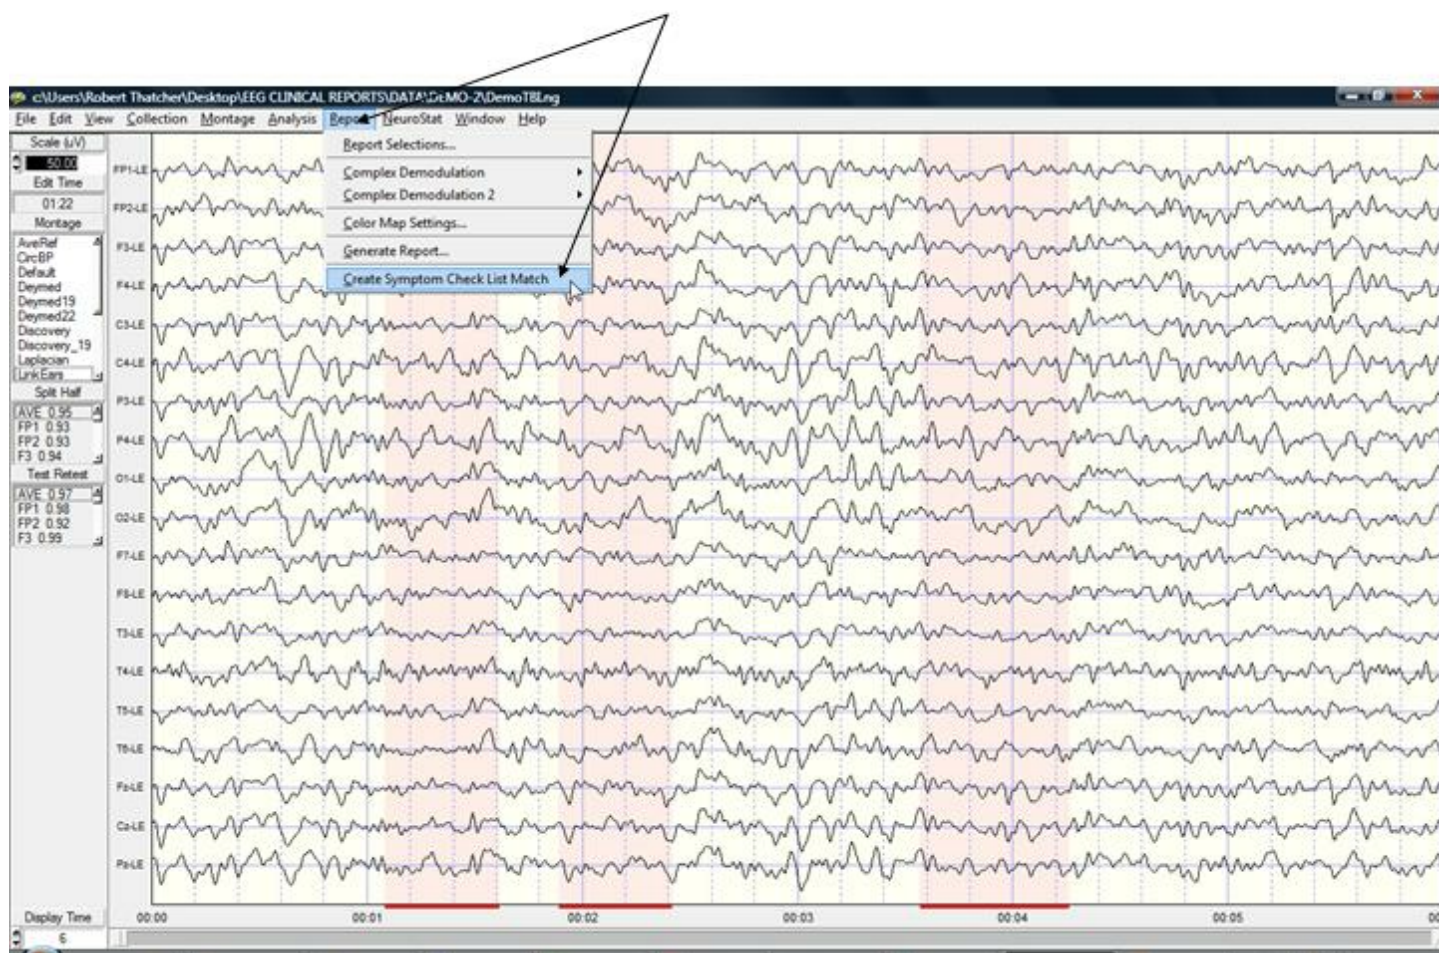 c:\Users\Robert Thatcher\Desktop\EEG CLINICAL REPORTS\DATA\DEMO-2\DemoTBI.ng
File Edit View Collection Montage Analysis Report NeuroStat Window Help
Scale (uV)
50.00
Edit Time
01:22
Montage
AveRef
CircBP
Default
Deymed
Deymed19
Deymed22
Discovery
Discovery_19
Laplacian
LinkEars
Split Half
AVE 0.95
FP1 0.93
FP2 0.93
F3 0.94
Test Retest
AVE 0.97
FP1 0.98
FP2 0.92
F3 0.99
Report Selections...
Complex Demodulation
Complex Demodulation 2
Color Map Settings...
Generate Report...
Create Symptom Check List Match
FP1-LE
FP2-LE
F3-LE
F4-LE
C3-LE
C4-LE
P3-LE
P4-LE
O1-LE
O2-LE
F7-LE
F8-LE
T3-LE
T4-LE
T5-LE
T6-LE
Fz-LE
Cz-LE
Pz-LE
Display Time
6
00:00 00:01 00:02 00:03 00:04 00:05